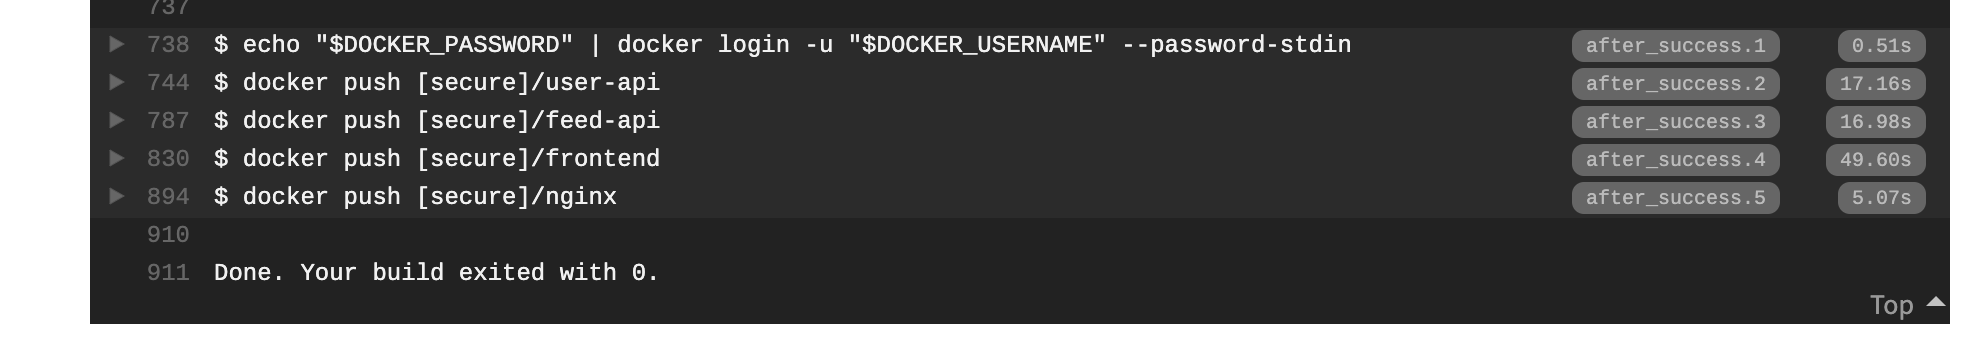 737
738 $ echo "$DOCKER_PASSWORD" | docker login -u "$DOCKER_USERNAME" --password-stdin after_success.1 0.51s
744 $ docker push [secure]/user-api after_success.2 17.16s
787 $ docker push [secure]/feed-api after_success.3 16.98s
830 $ docker push [secure]/frontend after_success.4 49.60s
894 $ docker push [secure]/nginx after_success.5 5.07s
910
911 Done. Your build exited with 0.
Top